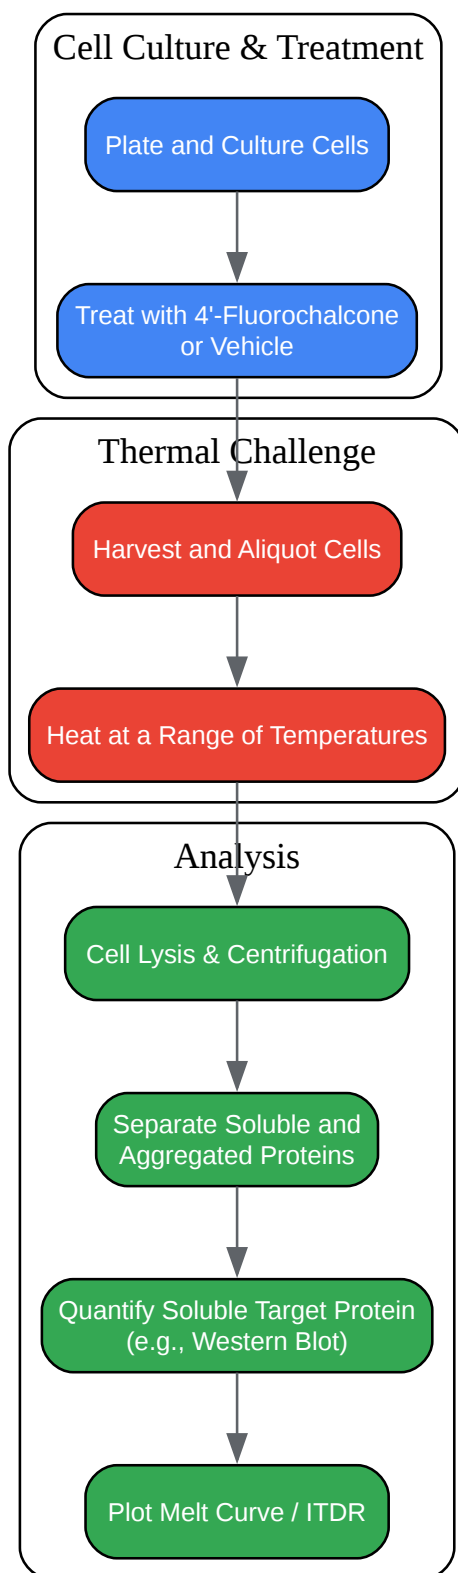 Cell Culture & Treatment
Plate and Culture Cells
Treat with 4'-Fluorochalcone
or Vehicle
Thermal Challenge
Harvest and Aliquot Cells
Heat at a Range of Temperatures
Analysis
Cell Lysis & Centrifugation
Separate Soluble and
Aggregated Proteins
Quantify Soluble Target Protein
(e.g., Western Blot)
Plot Melt Curve / ITDR